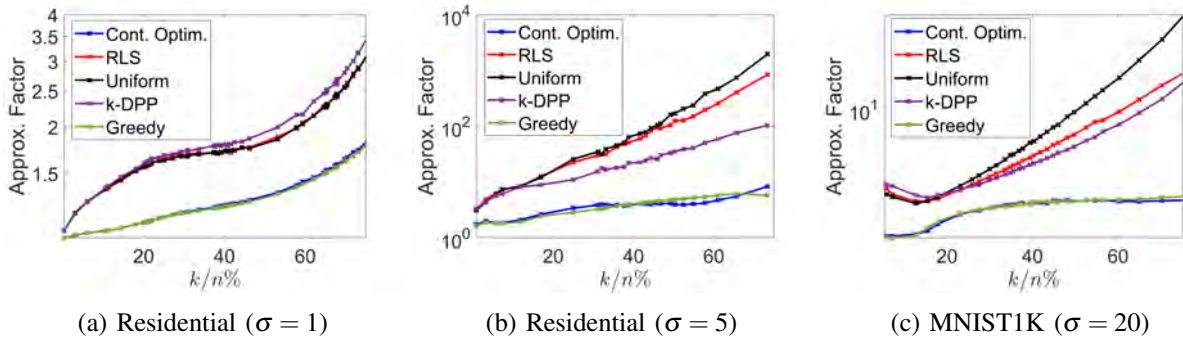 Approx. Factor
4
3.5
3
2.5
2
1.5
Cont. Optim.
RLS
Uniform
k-DPP
Greedy
20
40
60
k/n%
(a) Residential (σ = 1)
Approx. Factor
10^4
10^2
10^0
Cont. Optim.
RLS
Uniform
k-DPP
Greedy
20
40
60
k/n%
(b) Residential (σ = 5)
Approx. Factor
10^1
Cont. Optim.
RLS
Uniform
k-DPP
Greedy
20
40
60
k/n%
(c) MNIST1K (σ = 20)